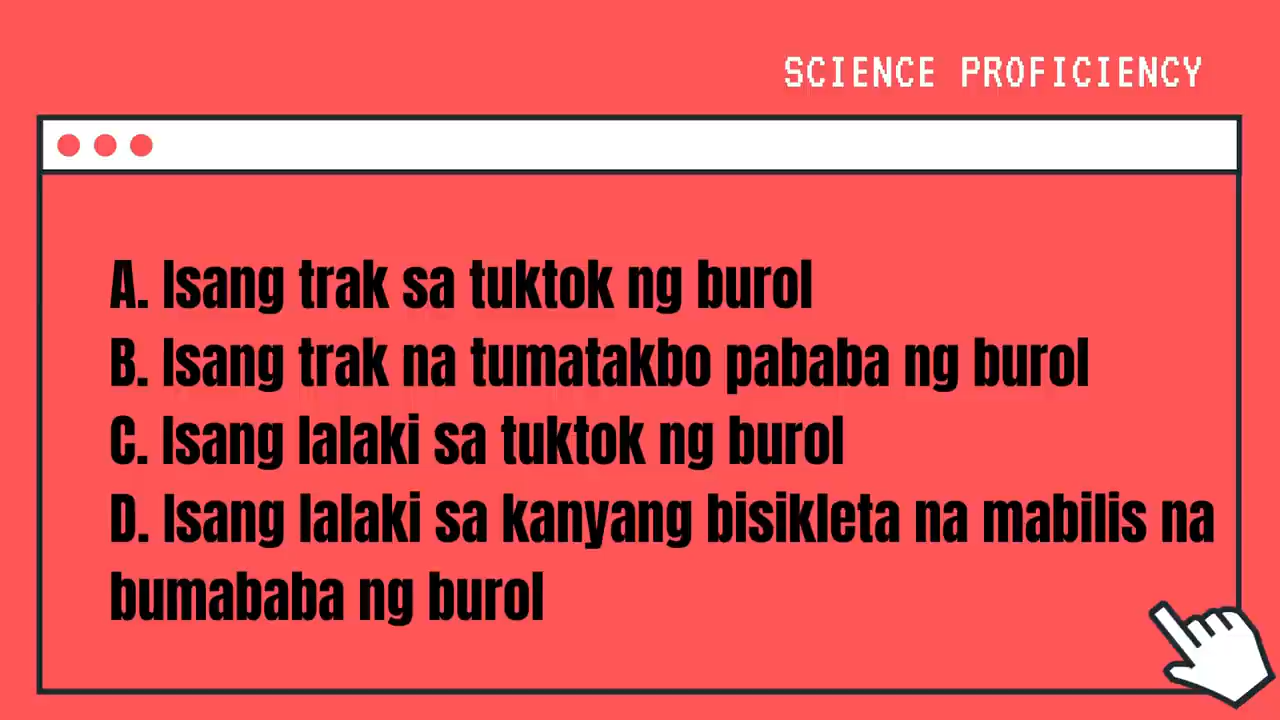 SCIENCE PROFICIENCY
A. Isang trak sa tuktok ng burol
B. Isang trak na tumatakbo pababa ng burol
C. Isang lalaki sa tuktok ng burol
D. Isang lalaki sa kanyang bisikleta na mabilis na
bumababa ng burol